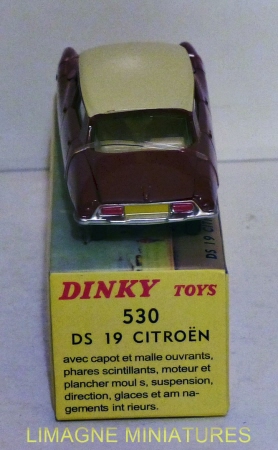 DS 19 CITRO
DINKY TOYS
530
DS 19 CITROËN
avec capot et malle ouvrants,
phares scintillants, moteur et
plancher moul s, suspension,
direction, glaces et am na-
gements int rieurs.
LIMAGNE MINIATURES